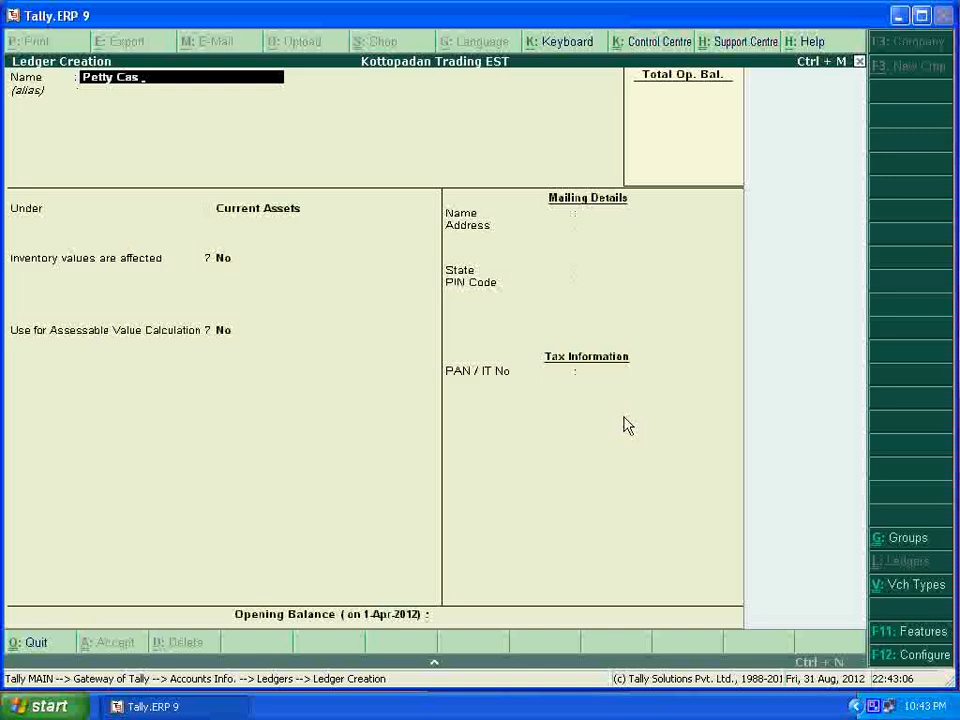 Tally.ERP 9
P: Print E: Export M: E-Mail O: Upload S: Shop G: Language K: Keyboard K: Control Centre H: Support Centre H: Help F3: Company
Ledger Creation Kottopadan Trading EST Ctrl + M
F3: New Cmp
Name : Petty Cas _
(alias) :
Total Op. Bal.
Under : Current Assets
Inventory values are affected ? No
Use for Assessable Value Calculation ? No
Mailing Details
Name :
Address :
State :
PIN Code :
Tax Information
PAN / IT No :
Opening Balance ( on 1-Apr-2012) :
G: Groups
L: Ledgers
V: Vch Types
F11: Features
F12: Configure
Q: Quit A: Accept D: Delete
Ctrl + N
Tally MAIN --> Gateway of Tally --> Accounts Info. --> Ledgers --> Ledger Creation (c) Tally Solutions Pvt. Ltd., 1988-201 Fri, 31 Aug, 2012 22:43:06
start Tally.ERP 9 10:43 PM